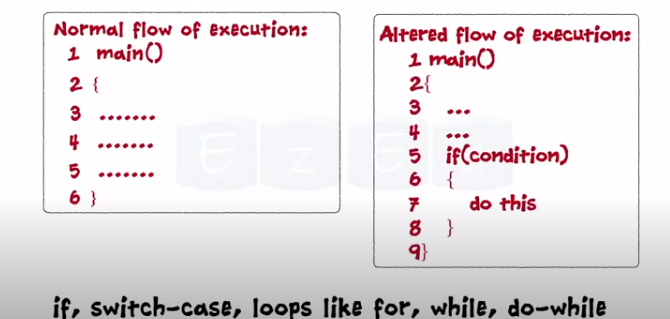 Normal flow of execution:
1 main()
2 {
3 .......
4 .......
5 .......
6 }
Altered flow of execution:
1 main()
2{
3 ...
4 ...
5 if(condition)
6 {
7 do this
8 }
9}
if, switch-case, loops like for, while, do-while